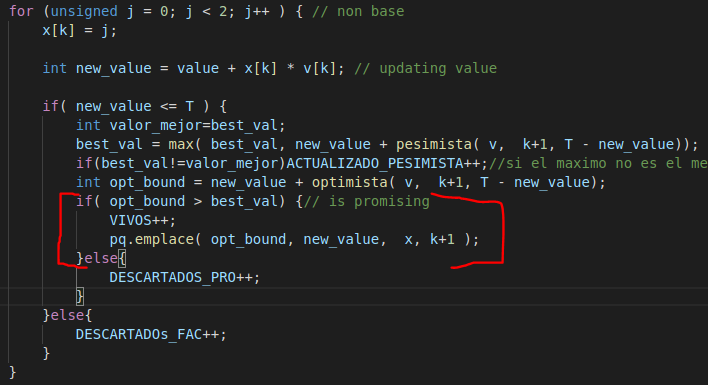 for (unsigned j = 0; j < 2; j++ ) { // non base
x[k] = j;
int new_value = value + x[k] * v[k]; // updating value
if( new_value <= T ) {
int valor_mejor=best_val;
best_val = max( best_val, new_value + pesimista( v, k+1, T - new_value));
if(best_val!=valor_mejor)ACTUALIZADO_PESIMISTA++;//si el maximo no es el me
int opt_bound = new_value + optimista( v, k+1, T - new_value);
if( opt_bound > best_val) {// is promising
VIVOS++;
pq.emplace( opt_bound, new_value, x, k+1 );
}else{
DESCARTADOS_PRO++;
}
}else{
DESCARTADOs_FAC++;
}
}